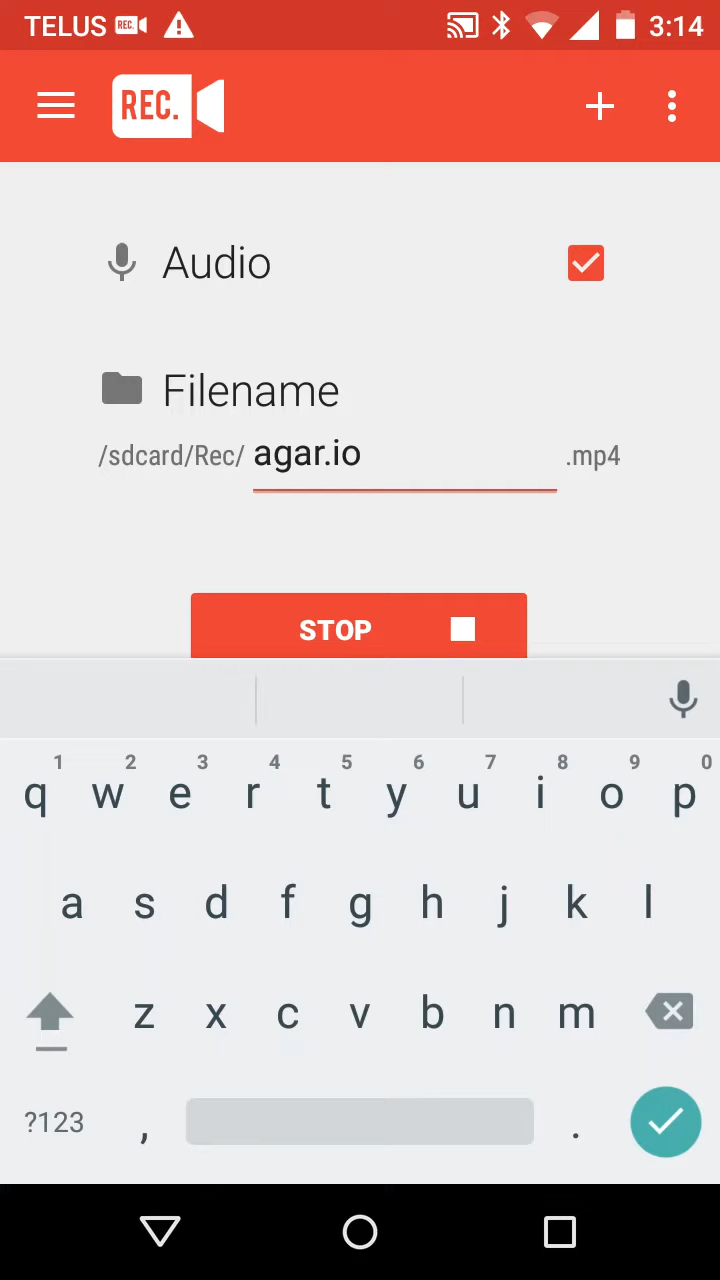 TELUS REC. 3:14
REC.
Audio
Filename
/sdcard/Rec/ agar.io .mp4
STOP
1 2 3 4 5 6 7 8 9 0
q w e r t y u i o p
a s d f g h j k l
z x c v b n m
?123 , .